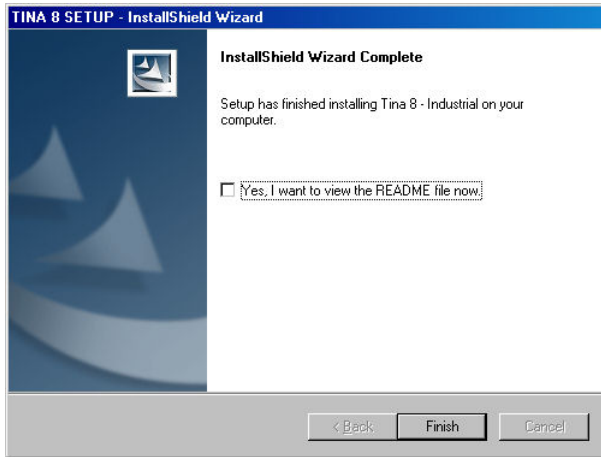 TINA 8 SETUP - InstallShield Wizard
InstallShield Wizard Complete
Setup has finished installing Tina 8 - Industrial on your
computer.
Yes, I want to view the README file now.
< Back
Finish
Cancel